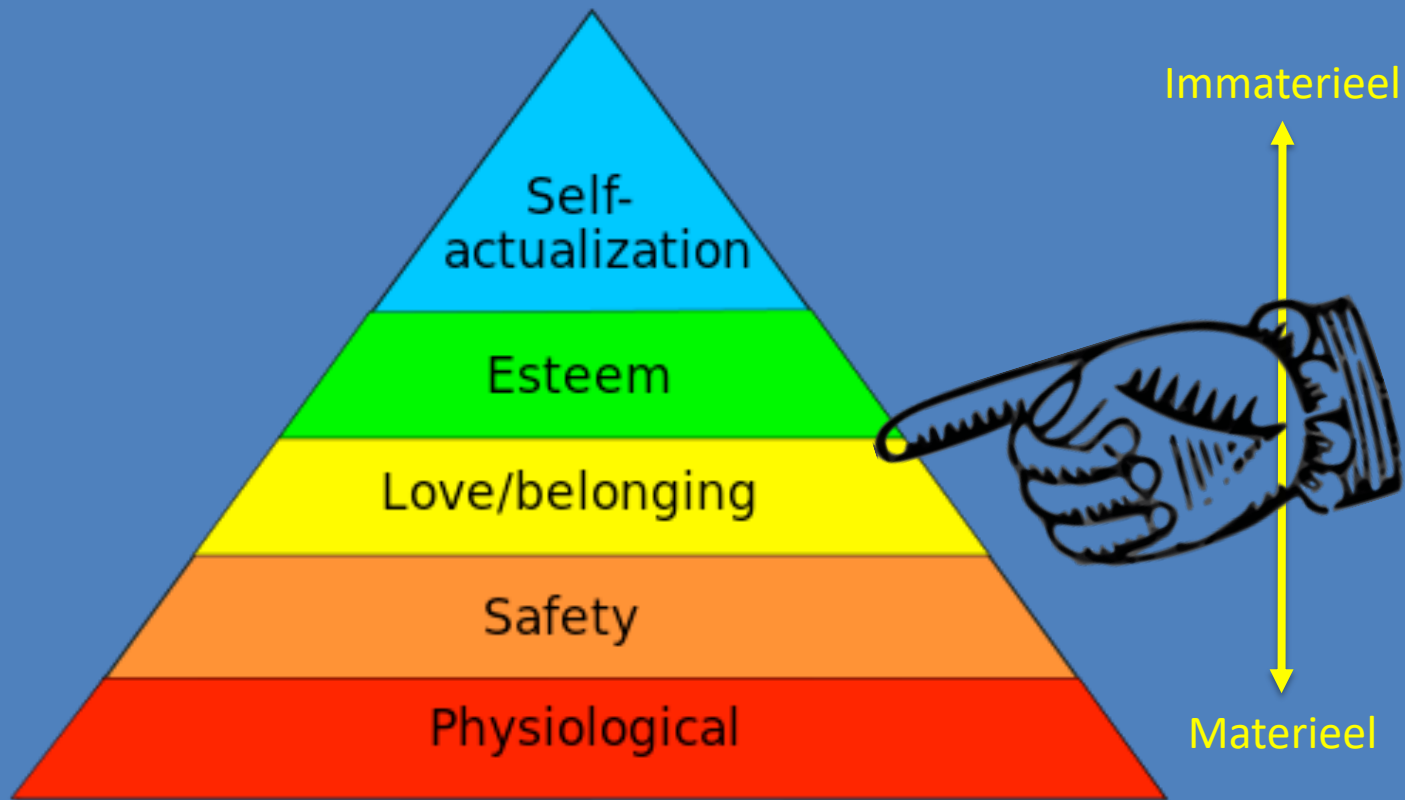 Immaterieel
Self-
actualization
Esteem
Love/belonging
Safety
Physiological
Materieel